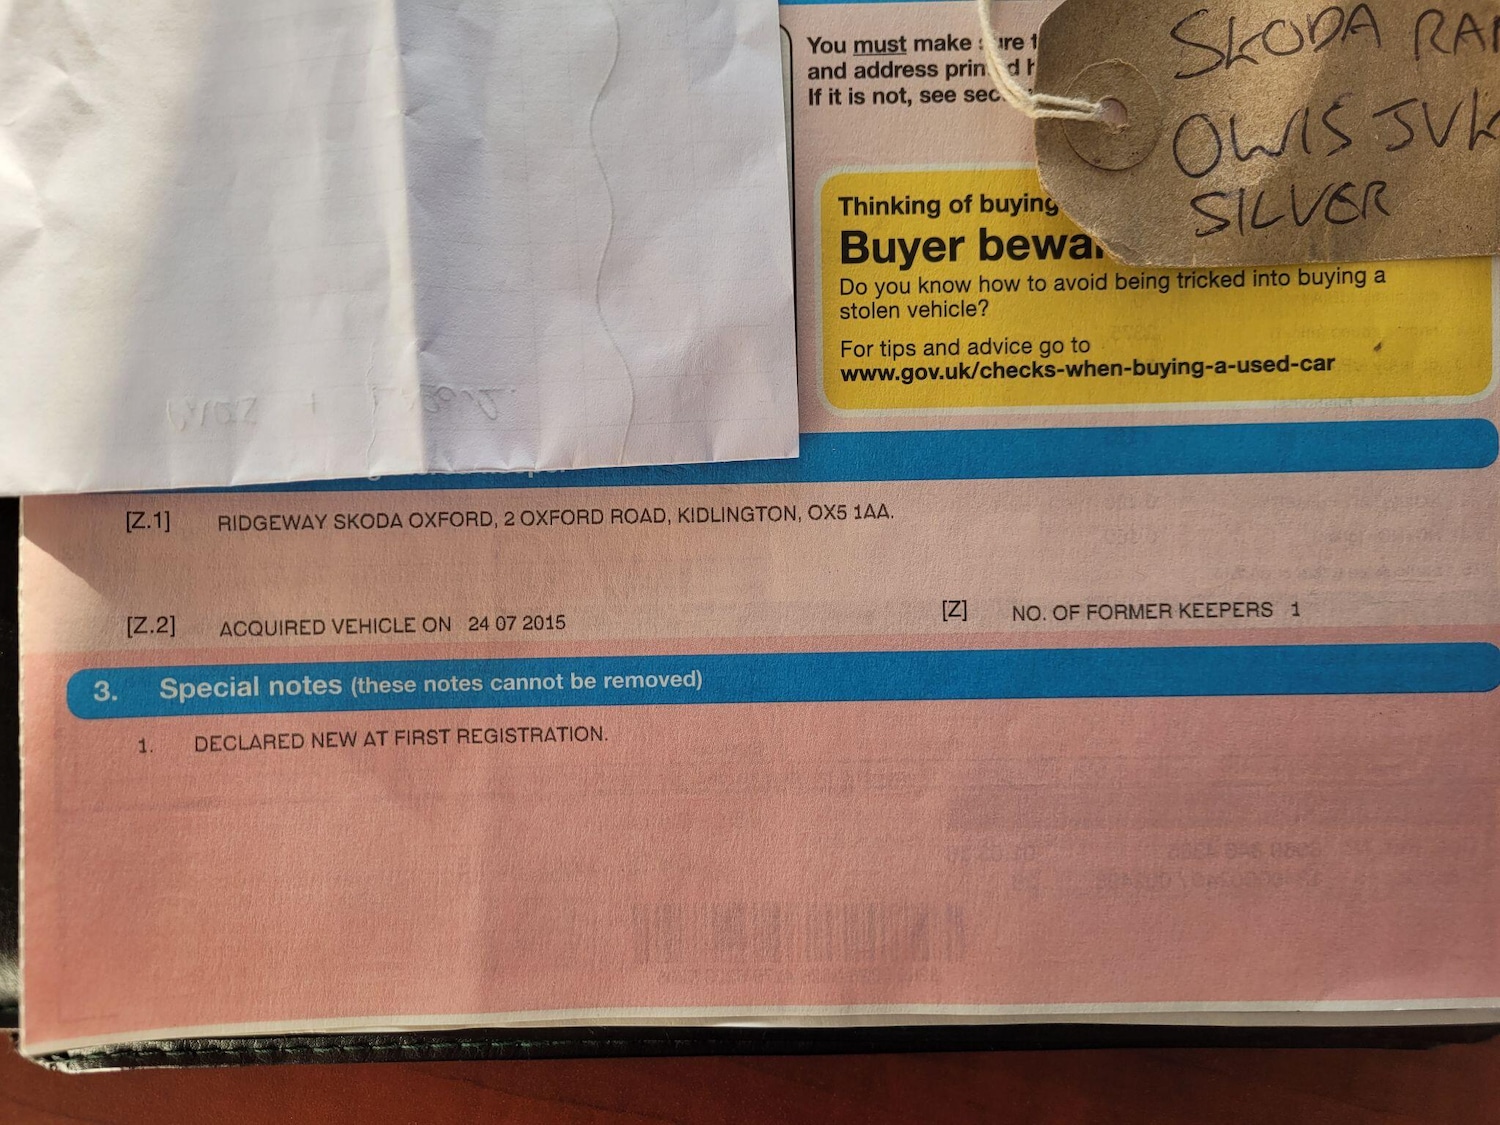 You must make
and address
If it is not, see
SKODA
OW15 JVK
SILVER
Thinking of buying
Buyer
Do you know how to avoid being tricked into buying a
stolen vehicle?
For tips and advice go to
www.gov.uk/checks-when-buying-a-used-car
[Z.1] RIDGEWAY SKODA OXFORD, 2 OXFORD ROAD, KIDLINGTON, OX5 1AA.
[Z.2] ACQUIRED VEHICLE ON 24 07 2015 [Z] NO. OF FORMER KEEPERS 1
3. Special notes (these notes cannot be removed)
1. DECLARED NEW AT FIRST REGISTRATION.